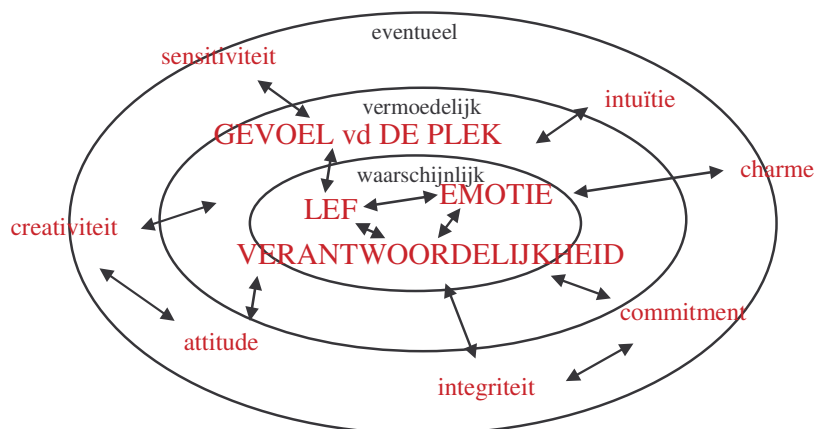 eventueel
sensitiviteit
vermoedelijk
intuïtie
GEVOEL vd DE PLEK
waarschijnlijk
charme
EMOTIE
LEF
creativiteit
VERANTWOORDELIJKHEID
commitment
attitude
integriteit